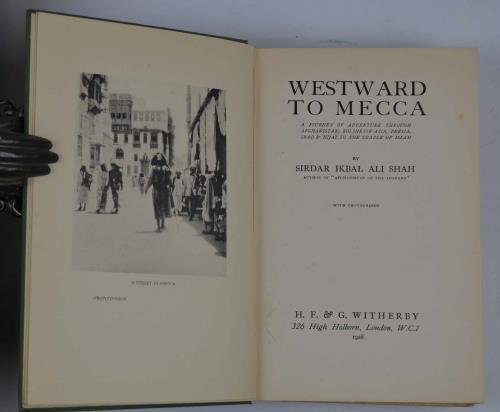 A STREET IN MECCA
(FRONTISPIECE)
WESTWARD
TO MECCA
A JOURNEY OF ADVENTURE THROUGH
AFGHANISTAN, BOLSHEVIK ASIA, PERSIA,
IRAQ & HIJAZ TO THE CRADLE OF ISLAM
BY
SIRDAR IKBAL ALI SHAH
AUTHOR OF "AFGHANISTAN OF THE AFGHANS"
WITH PHOTOGRAPHS
H. F. & G. WITHERBY
326 High Holborn, London, W.C.1
1928